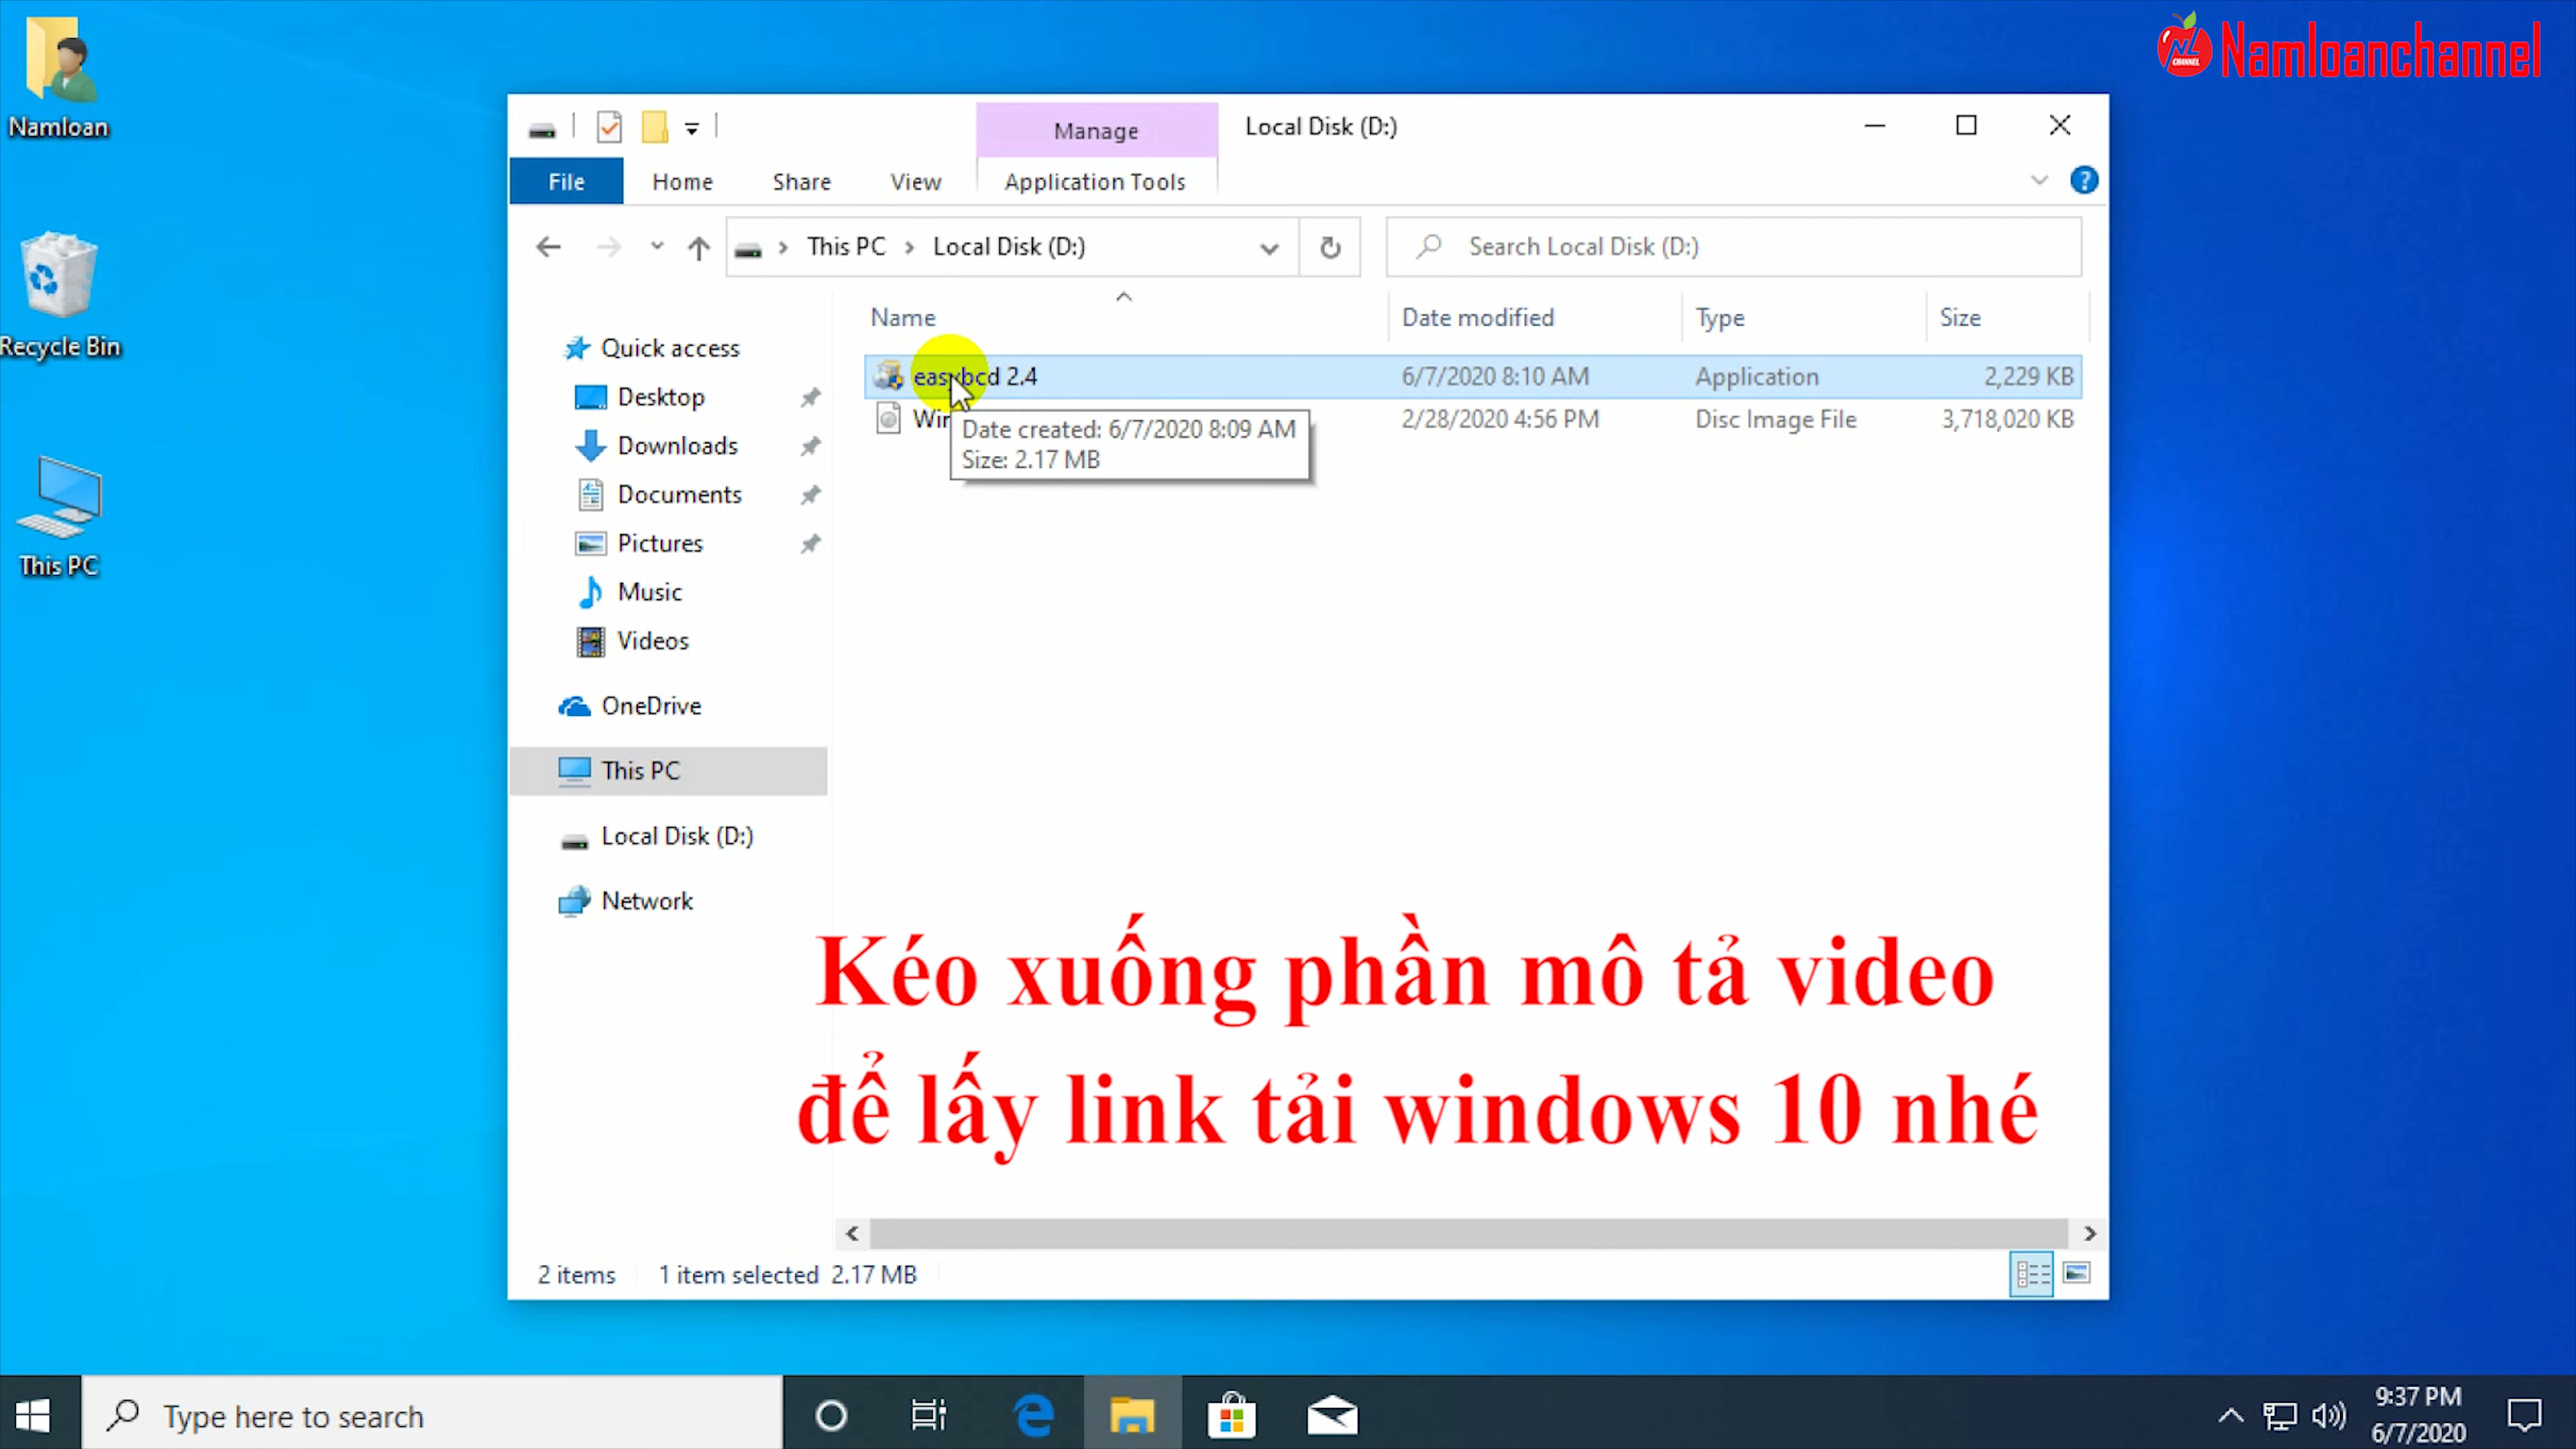 Namloanchannel
NL
CHANNEL
Namloan
Recycle Bin
This PC
Manage
Local Disk (D:)
File
Home
Share
View
Application Tools
?
This PC
Local Disk (D:)
Search Local Disk (D:)
Name
Date modified
Type
Size
easybcd 2.4
6/7/2020 8:10 AM
Application
2,229 KB
2/28/2020 4:56 PM
Disc Image File
3,718,020 KB
Date created: 6/7/2020 8:09 AM
Size: 2.17 MB
Quick access
Desktop
Downloads
Documents
Pictures
Music
Videos
OneDrive
This PC
Local Disk (D:)
Network
Kéo xuống phần mô tả video
để lấy link tải windows 10 nhé
2 items
1 item selected 2.17 MB
Type here to search
9:37 PM
6/7/2020